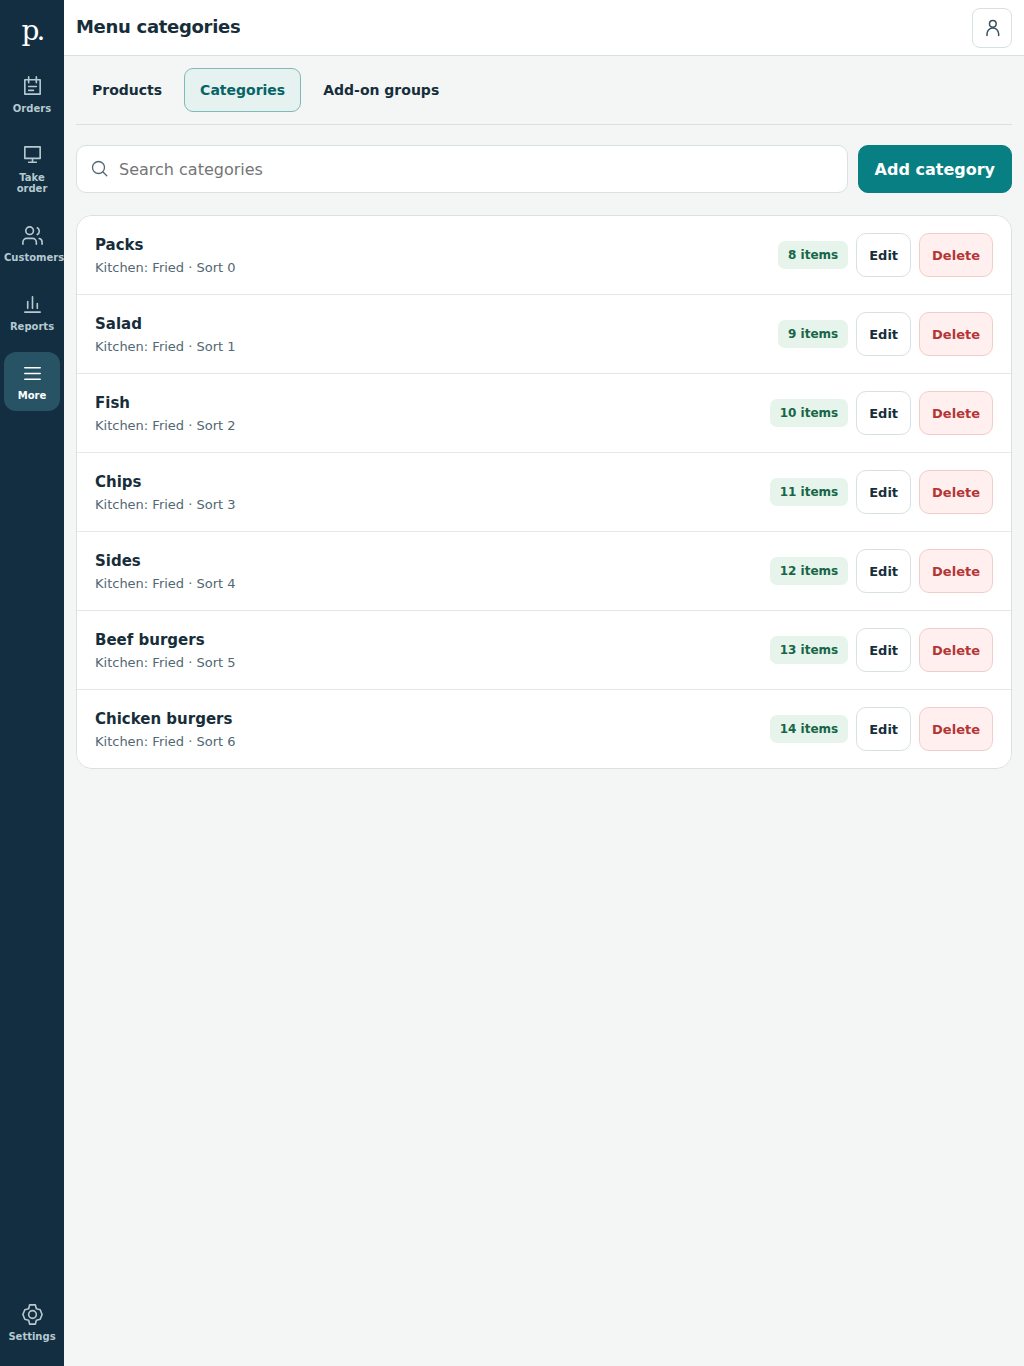 p.
Menu categories
Orders
Take
order
Customers
Reports
More
Settings
Products
Categories
Add-on groups
Search categories
Add category
Packs
Kitchen: Fried · Sort 0
8 items
Edit
Delete
Salad
Kitchen: Fried · Sort 1
9 items
Edit
Delete
Fish
Kitchen: Fried · Sort 2
10 items
Edit
Delete
Chips
Kitchen: Fried · Sort 3
11 items
Edit
Delete
Sides
Kitchen: Fried · Sort 4
12 items
Edit
Delete
Beef burgers
Kitchen: Fried · Sort 5
13 items
Edit
Delete
Chicken burgers
Kitchen: Fried · Sort 6
14 items
Edit
Delete